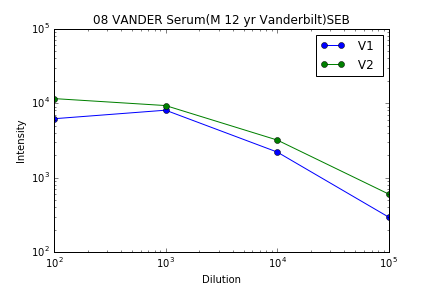 08 VANDER Serum(M 12 yr Vanderbilt)SEB
10^5
10^4
10^3
10^2
Intensity
V1
V2
10^2 10^3 10^4 10^5
Dilution